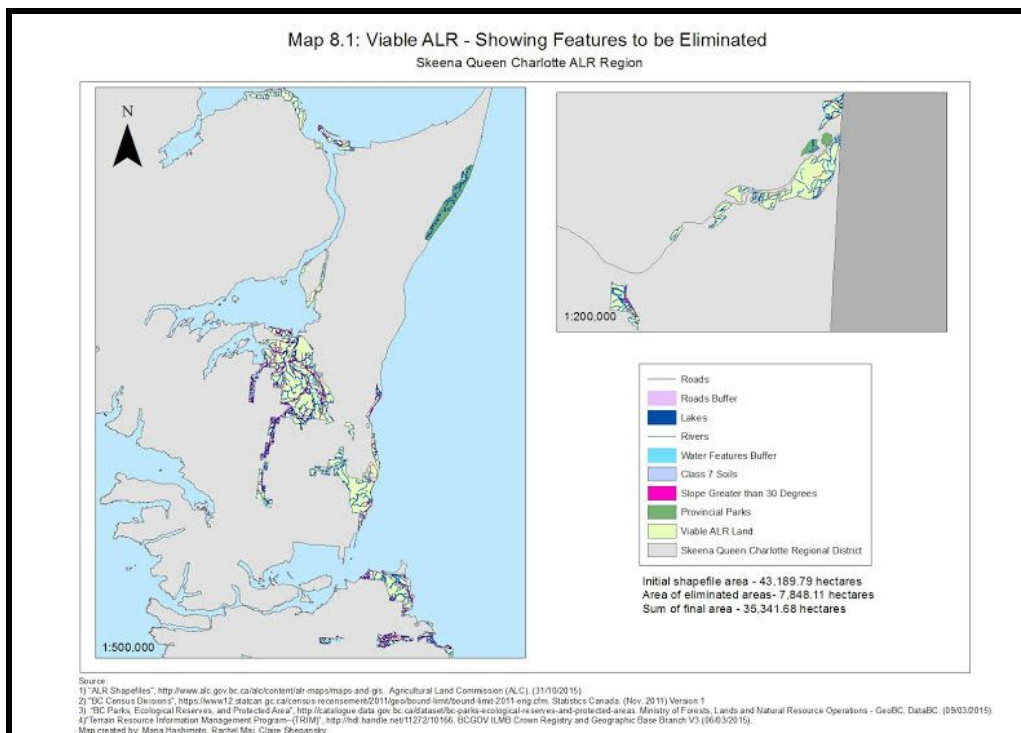 Map 8.1: Viable ALR - Showing Features to be Eliminated
Skeena Queen Charlotte ALR Region
N
1:500,000
1:200,000
Roads
Roads Buffer
Lakes
Rivers
Water Features Buffer
Class 7 Soils
Slope Greater than 30 Degrees
Provincial Parks
Viable ALR Land
Skeena Queen Charlotte Regional District
Initial shapefile area - 43,189.79 hectares
Area of eliminated areas- 7,848.11 hectares
Sum of final area - 35,341.68 hectares
Source:
1) "ALR Shapefiles", http://www.alc.gov.bc.ca/alc/content/alr-maps/maps-and-gis. Agricultural Land Commission (ALC). (31/10/2015)
2) "BC Census Divisions", https://www12.statcan.gc.ca/census-recensement/2011/geo/bound-limit/bound-limit-2011-eng.cfm. Statistics Canada. (Nov. 2011) Version 1
3) "BC Parks, Ecological Reserves, and Protected Area", http://catalogue.data.gov.bc.ca/dataset/bc-parks-ecological-reserves-and-protected-areas. Ministry of Forests, Lands and Natural Resource Operations - GeoBC, DataBC. (09/03/2015).
4) "Terrain Resource Information Management Program--(TRIM)", http://hdl.handle.net/11272/10166. BCGOV ILMB Crown Registry and Geographic Base Branch V3 (06/03/2015).
Map created by: Mana Hashimoto, Rachel Mai, Claire Shepansky